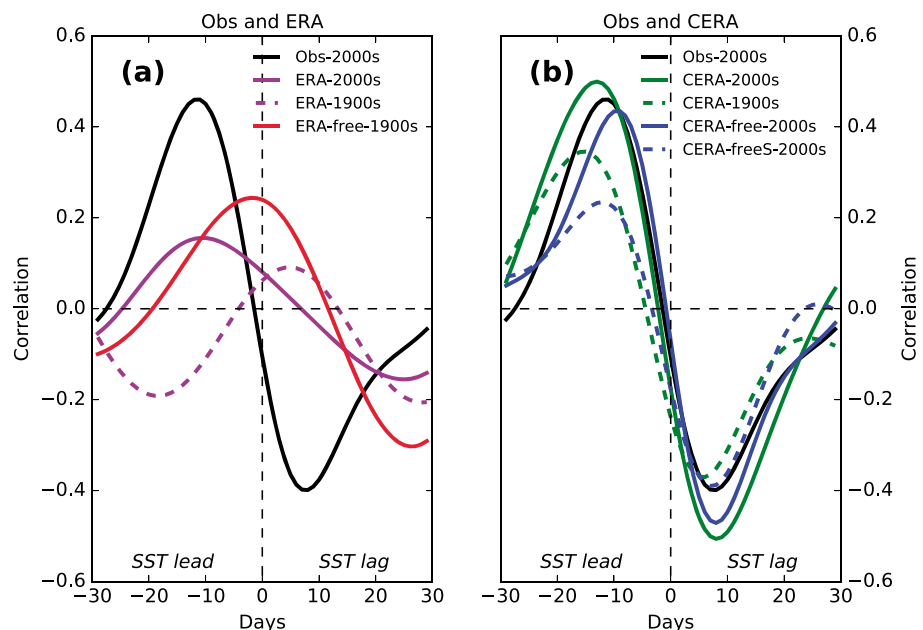 Obs and ERA
(a)
Obs-2000s
ERA-2000s
ERA-1900s
ERA-free-1900s
0.6
0.4
0.2
0.0
−0.2
−0.4
−0.6
Correlation
SST lead
SST lag
−30
−20
−10
0
10
20
30
Days
Obs and CERA
(b)
Obs-2000s
CERA-2000s
CERA-1900s
CERA-free-2000s
CERA-freeS-2000s
0.6
0.4
0.2
0.0
−0.2
−0.4
−0.6
Correlation
SST lead
SST lag
−30
−20
−10
0
10
20
30
Days